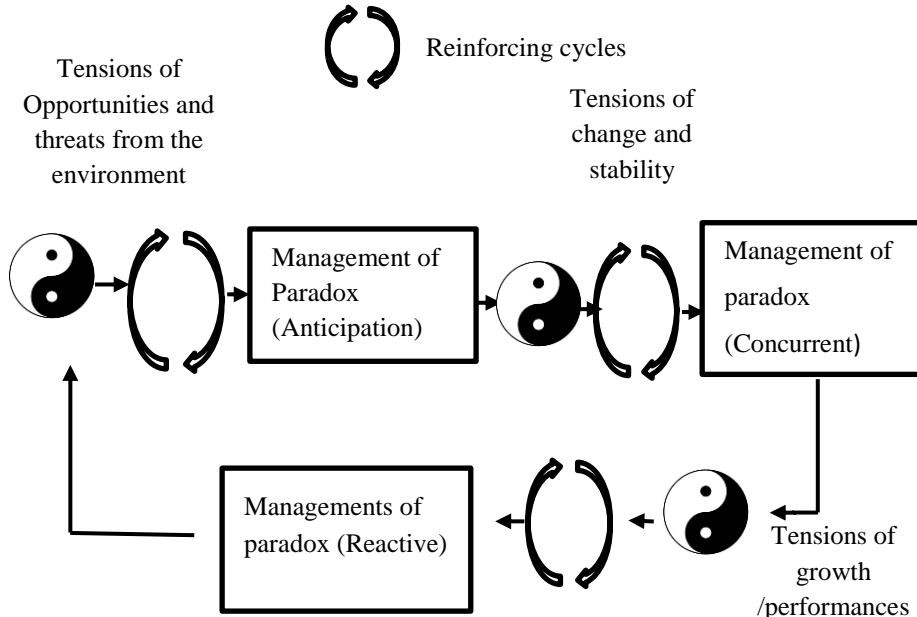 Reinforcing cycles
Tensions of
Opportunities and
threats from the
environment
Tensions of
change and
stability
Management of
Paradox
(Anticipation)
Management of
paradox
(Concurrent)
Managements of
paradox (Reactive)
Tensions of
growth
/performances